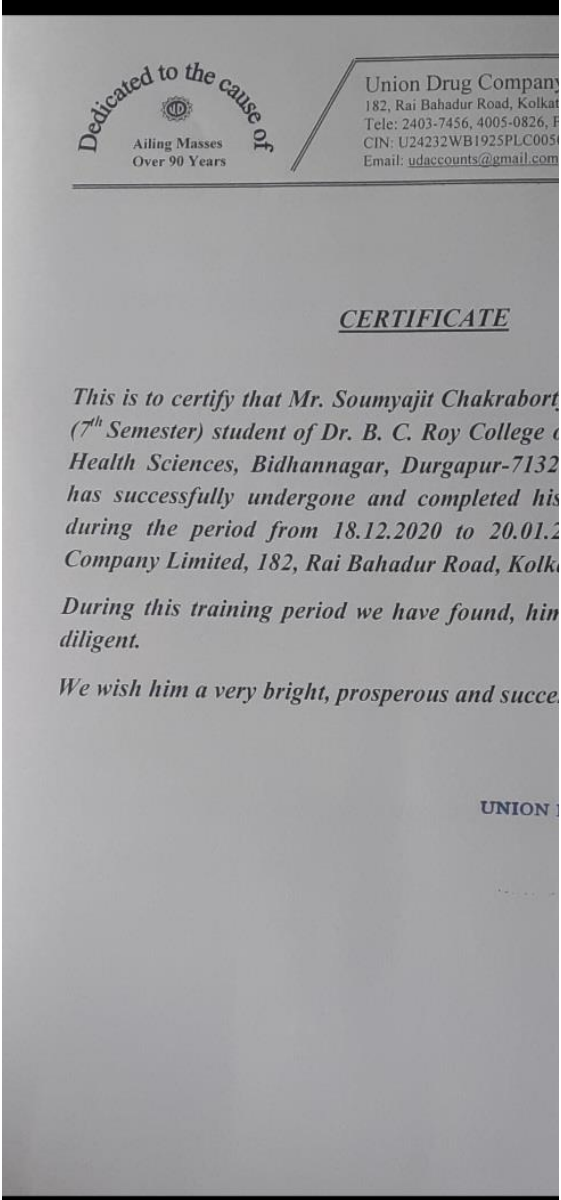 Dedicated to the cause of
Ailing Masses
Over 90 Years
Union Drug Company
182, Rai Bahadur Road, Kolkat
Tele: 2403-7456, 4005-0826, F
CIN: U24232WB1925PLC005
Email: udaccounts@gmail.com
CERTIFICATE
This is to certify that Mr. Soumyajit Chakraborty
(7th Semester) student of Dr. B. C. Roy College
Health Sciences, Bidhannagar, Durgapur-7132
has successfully undergone and completed his
during the period from 18.12.2020 to 20.01.2
Company Limited, 182, Rai Bahadur Road, Kolk
During this training period we have found, him
diligent.
We wish him a very bright, prosperous and succe
UNION